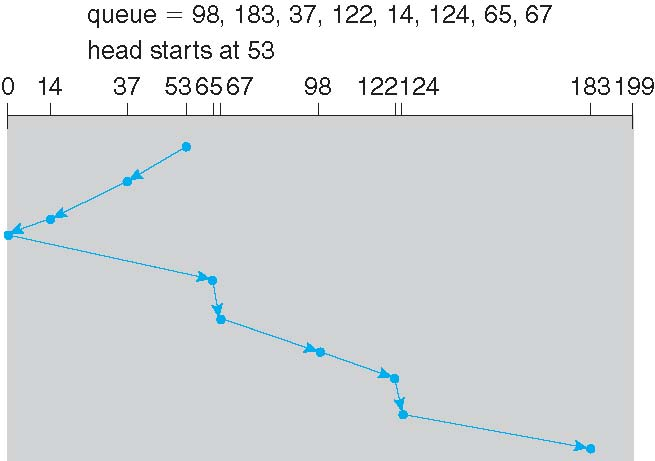 queue = 98, 183, 37, 122, 14, 124, 65, 67
head starts at 53
0 14 37 53 65 67 98 122 124 183 199